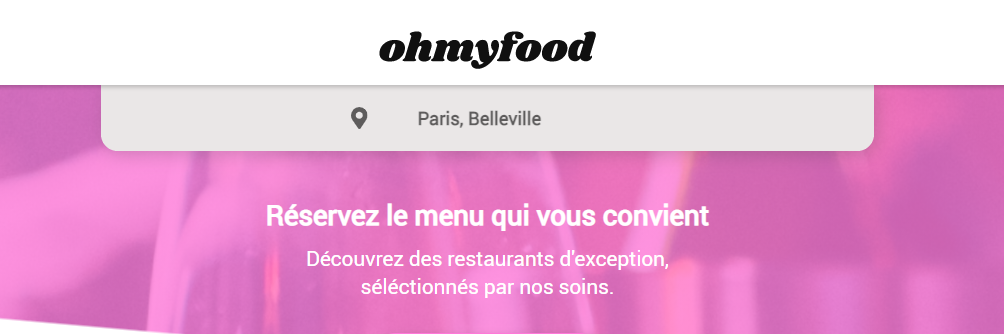 ohmyfood
Paris, Belleville
Réservez le menu qui vous convient
Découvrez des restaurants d'exception,
séléctionnés par nos soins.